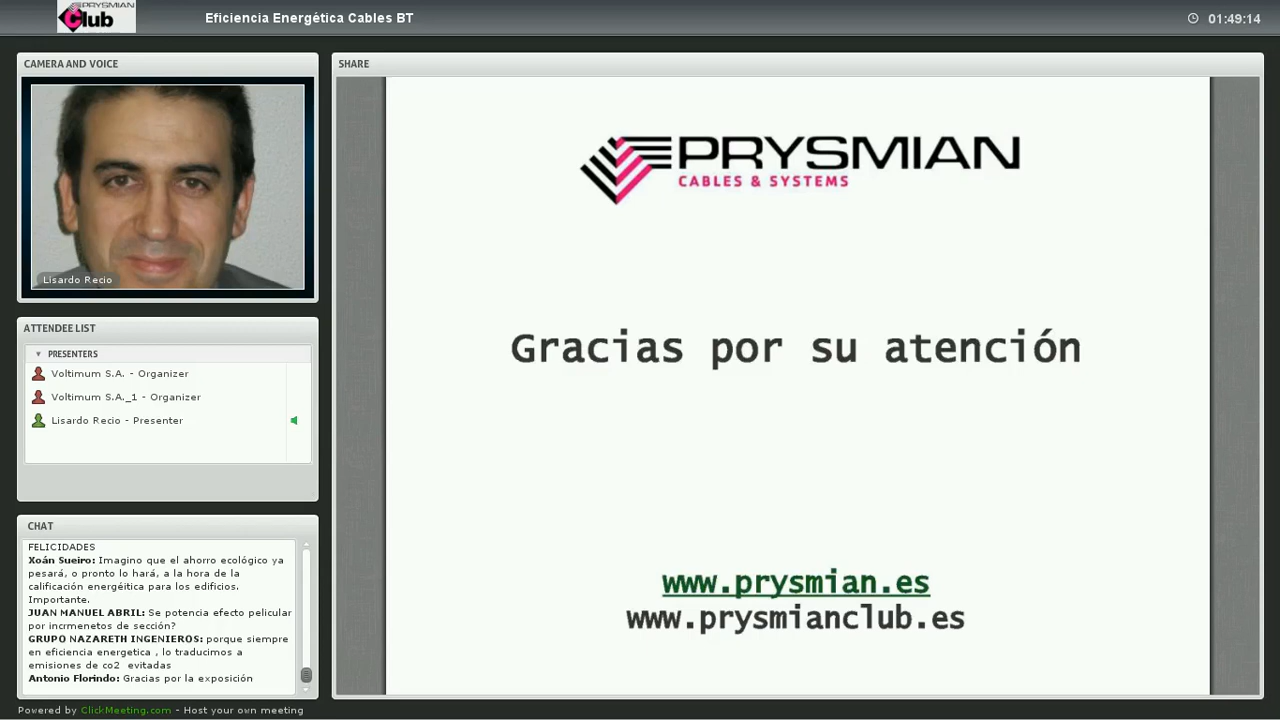 PRYSMIAN
Club
Eficiencia Energética Cables BT
01:49:14
CAMERA AND VOICE
Lisardo Recio
ATTENDEE LIST
PRESENTERS
Voltimum S.A. - Organizer
Voltimum S.A._1 - Organizer
Lisardo Recio - Presenter
CHAT
FELICIDADES
Xoán Sueiro: Imagino que el ahorro ecológico ya
pesará, o pronto lo hará, a la hora de la
calificación energéitica para los edificios.
Importante.
JUAN MANUEL ABRIL: Se potencia efecto pelicular
por incrmenetos de sección?
GRUPO NAZARETH INGENIEROS: porque siempre
en eficiencia energetica , lo traducimos a
emisiones de co2 evitadas
Antonio Florindo: Gracias por la exposición
Powered by ClickMeeting.com - Host your own meeting
SHARE
PRYSMIAN
CABLES & SYSTEMS
Gracias por su atención
www.prysmian.es
www.prysmianclub.es